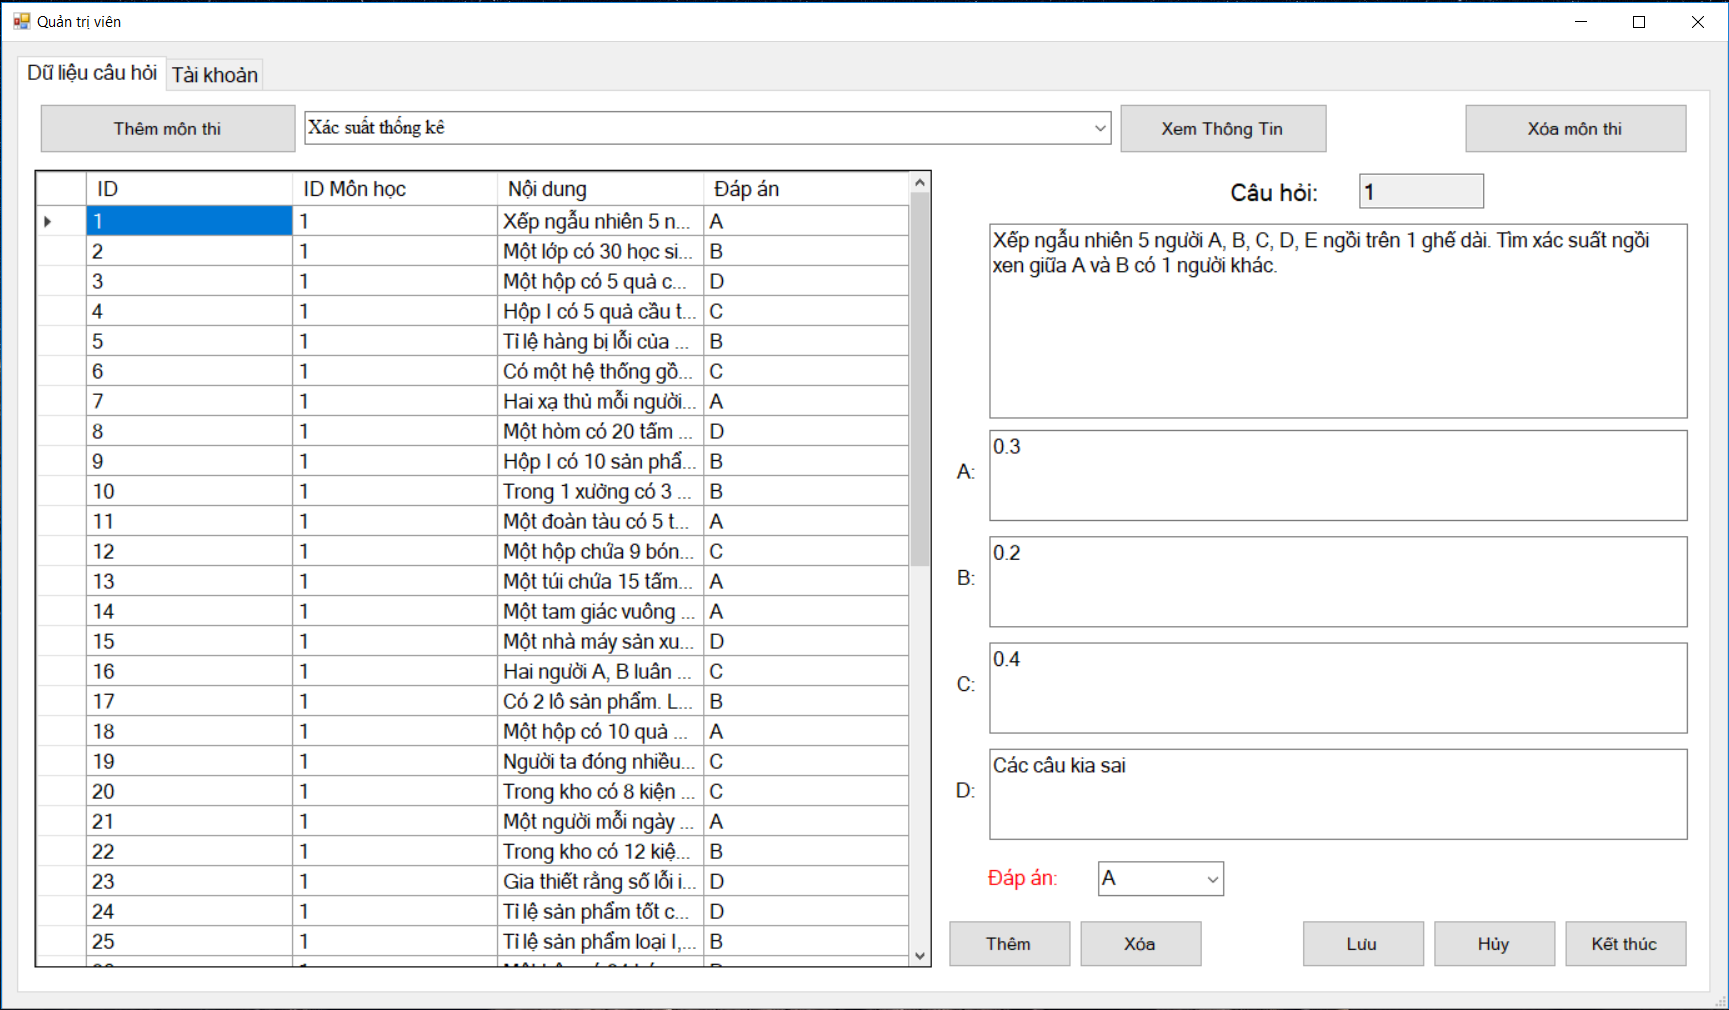 Quản trị viên
Dữ liệu câu hỏi Tài khoản
Thêm môn thi Xác suất thống kê Xem Thông Tin Xóa môn thi
ID ID Môn học Nội dung Đáp án
1 1 Xếp ngẫu nhiên 5 n... A
2 1 Một lớp có 30 học si... B
3 1 Một hộp có 5 quả c... D
4 1 Hộp I có 5 quả cầu t... C
5 1 Tỉ lệ hàng bị lỗi của ... B
6 1 Có một hệ thống gồ... C
7 1 Hai xạ thủ mỗi người... A
8 1 Một hòm có 20 tấm ... D
9 1 Hộp I có 10 sản phẩ... B
10 1 Trong 1 xưởng có 3 ... B
11 1 Một đoàn tàu có 5 t... A
12 1 Một hộp chứa 9 bón... C
13 1 Một túi chứa 15 tấm... A
14 1 Một tam giác vuông ... A
15 1 Một nhà máy sản xu... D
16 1 Hai người A, B luân ... C
17 1 Có 2 lô sản phẩm. L... B
18 1 Một hộp có 10 quả ... A
19 1 Người ta đóng nhiều... C
20 1 Trong kho có 8 kiện ... C
21 1 Một người mỗi ngày ... A
22 1 Trong kho có 12 kiệ... B
23 1 Gia thiết rằng số lỗi i... D
24 1 Tỉ lệ sản phẩm tốt c... D
25 1 Tỉ lệ sản phẩm loại I,... B
Câu hỏi: 1
Xếp ngẫu nhiên 5 người A, B, C, D, E ngồi trên 1 ghế dài. Tìm xác suất ngồi
xen giữa A và B có 1 người khác.
A: 0.3
B: 0.2
C: 0.4
D: Các câu kia sai
Đáp án: A
Thêm Xóa Lưu Hủy Kết thúc